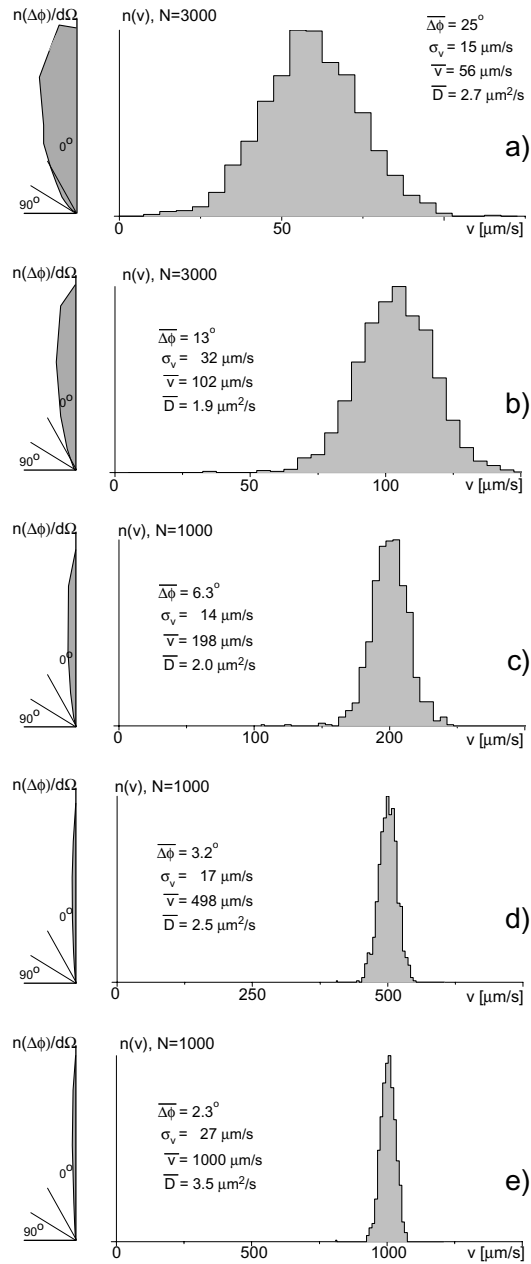 n(Δϕ)/dΩ
0°
90°
n(v), N=3000
Δϕ = 25°
σv = 15 μm/s
v = 56 μm/s
D = 2.7 μm²/s
a)
0
50
v [μm/s]
n(Δϕ)/dΩ
0°
90°
n(v), N=3000
Δϕ = 13°
σv = 32 μm/s
v = 102 μm/s
D = 1.9 μm²/s
b)
0
50
100
v [μm/s]
n(Δϕ)/dΩ
0°
90°
n(v), N=1000
Δϕ = 6.3°
σv = 14 μm/s
v = 198 μm/s
D = 2.0 μm²/s
c)
0
100
200
v [μm/s]
n(Δϕ)/dΩ
0°
90°
n(v), N=1000
Δϕ = 3.2°
σv = 17 μm/s
v = 498 μm/s
D = 2.5 μm²/s
d)
0
250
500
v [μm/s]
n(Δϕ)/dΩ
0°
90°
n(v), N=1000
Δϕ = 2.3°
σv = 27 μm/s
v = 1000 μm/s
D = 3.5 μm²/s
e)
0
500
1000
v [μm/s]